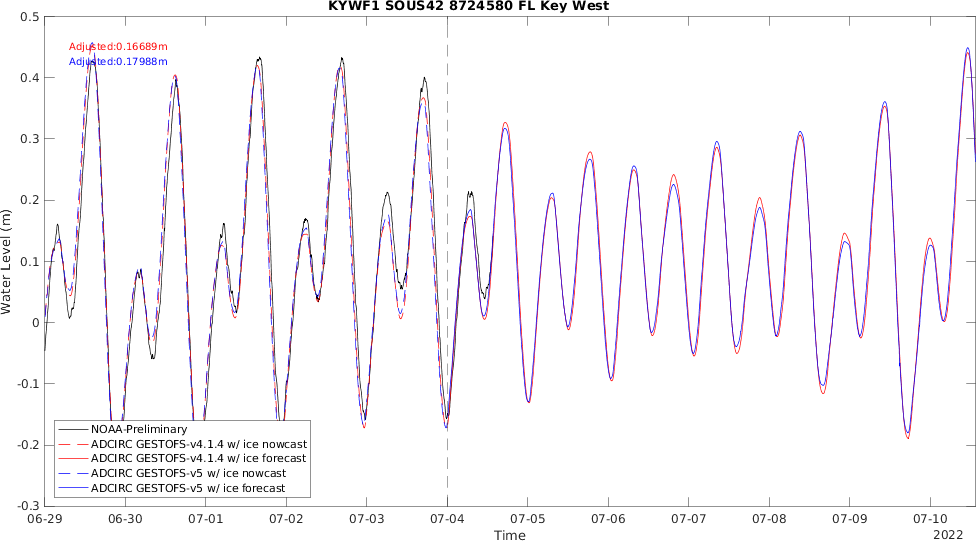 KYWF1 SOUS42 8724580 FL Key West
0.5
Adjusted:0.16689m
Adjusted:0.17988m
0.4
0.3
0.2
0.1
0
-0.1
-0.2
-0.3
Water Level (m)
NOAA-Preliminary
ADCIRC GESTOFS-v4.1.4 w/ ice nowcast
ADCIRC GESTOFS-v4.1.4 w/ ice forecast
ADCIRC GESTOFS-v5 w/ ice nowcast
ADCIRC GESTOFS-v5 w/ ice forecast
06-29 06-30 07-01 07-02 07-03 07-04 07-05 07-06 07-07 07-08 07-09 07-10
Time
2022